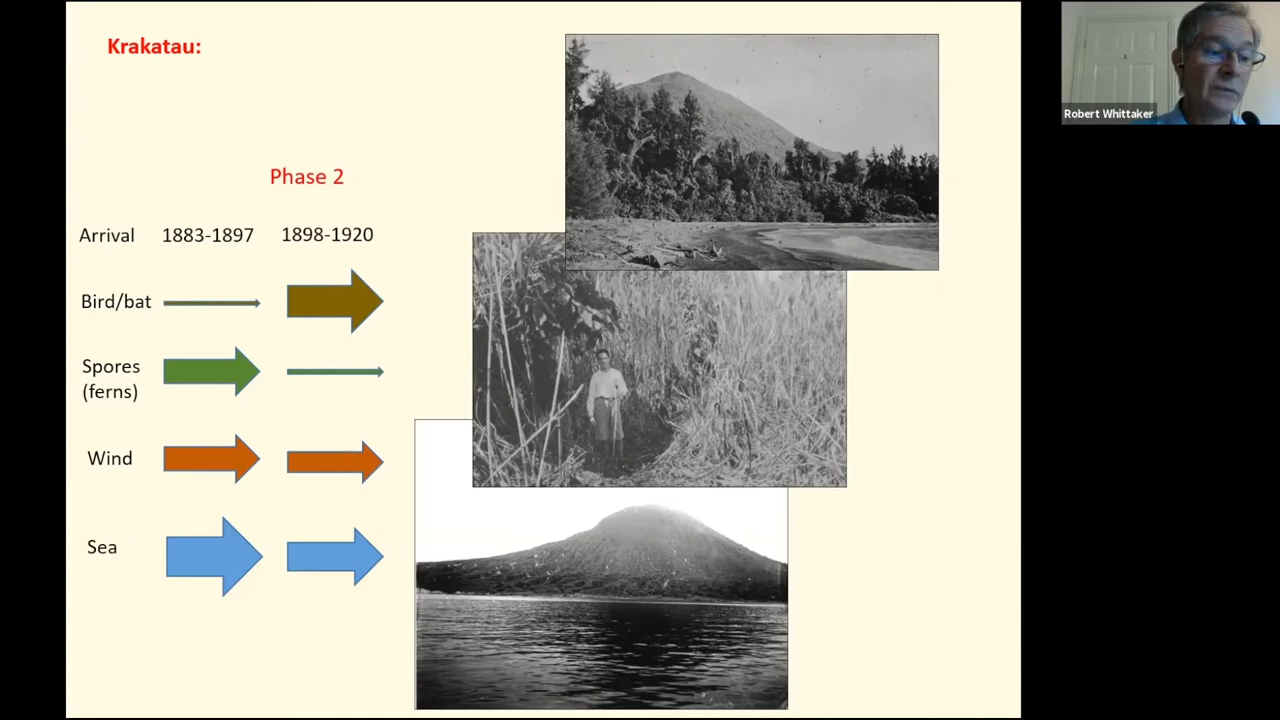 Krakatau:
Phase 2
Arrival 1883-1897 1898-1920
Bird/bat
Spores
(ferns)
Wind
Sea
Robert Whittaker